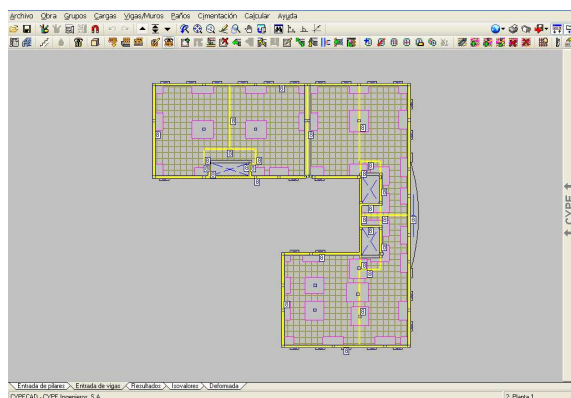 Archivo Obra Grupos Cargas Vigas/Muros Paños Cimentación Calcular Ayuda
CYPE
Entrada de pilares Entrada de vigas Resultados Isovalores Deformada
CYPECAD - CYPE Ingenieros, S.A. 2: Planta 1